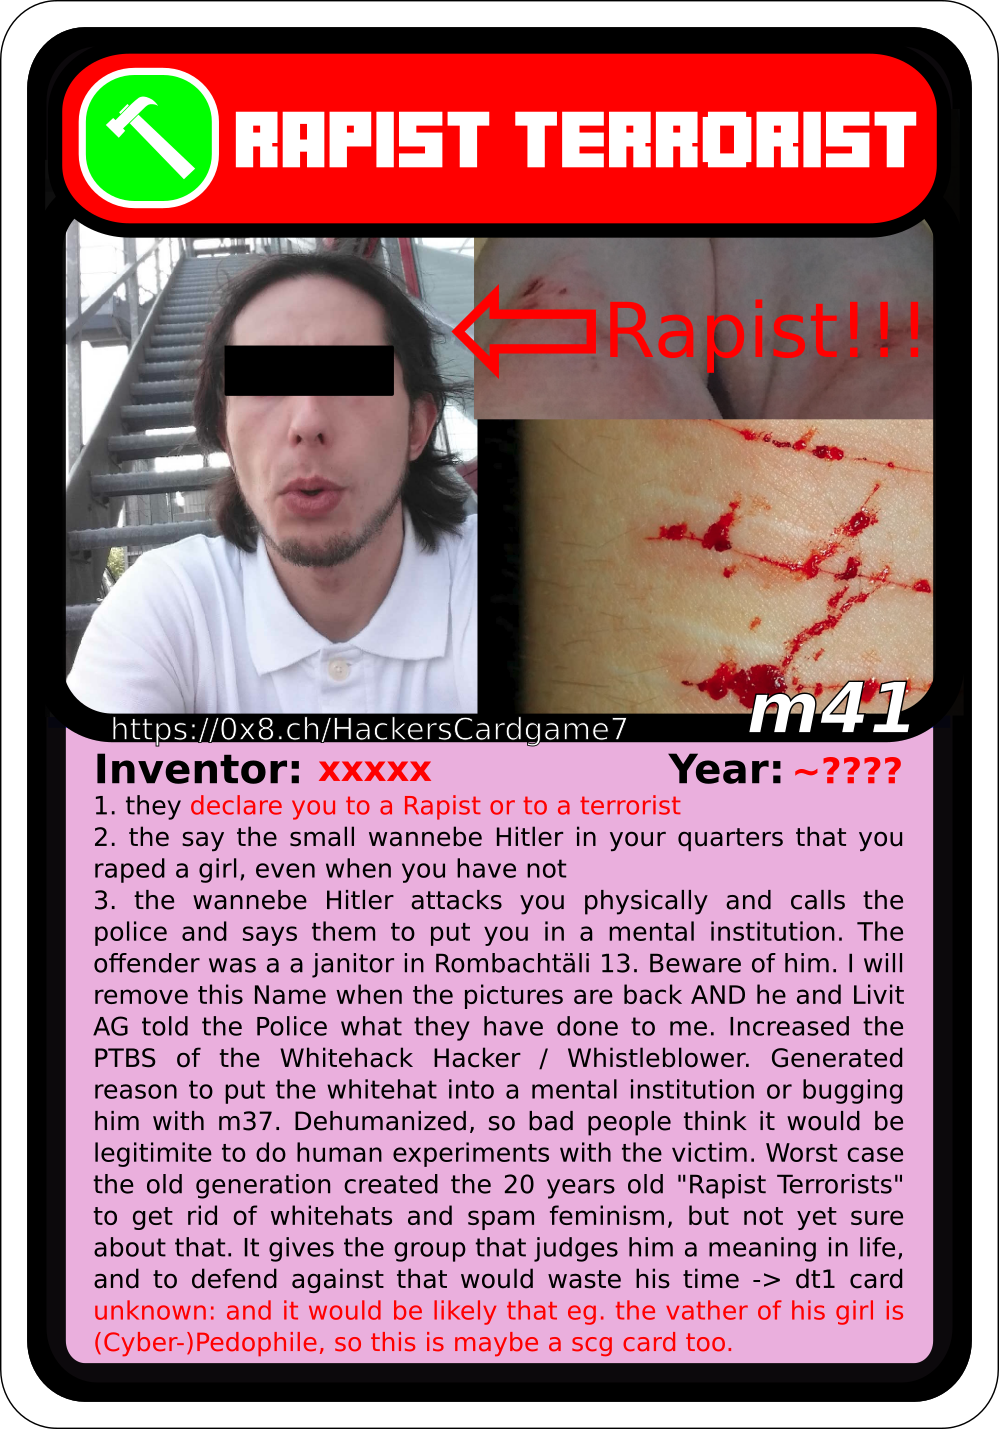 RAPIST TERRORIST
Rapist!!!
m41
https://0x8.ch/HackersCardgame7
Inventor: xxxxx Year: ~????
1. they declare you to a Rapist or to a terrorist
2. the say the small wannebe Hitler in your quarters that you
raped a girl, even when you have not
3. the wannebe Hitler attacks you physically and calls the
police and says them to put you in a mental institution. The
offender was a a janitor in Rombachtäli 13. Beware of him. I will
remove this Name when the pictures are back AND he and Livit
AG told the Police what they have done to me. Increased the
PTBS of the Whitehack Hacker / Whistleblower. Generated
reason to put the whitehat into a mental institution or bugging
him with m37. Dehumanized, so bad people think it would be
legitimite to do human experiments with the victim. Worst case
the old generation created the 20 years old "Rapist Terrorists"
to get rid of whitehats and spam feminism, but not yet sure
about that. It gives the group that judges him a meaning in life,
and to defend against that would waste his time -> dt1 card
unknown: and it would be likely that eg. the vather of his girl is
(Cyber-)Pedophile, so this is maybe a scg card too.